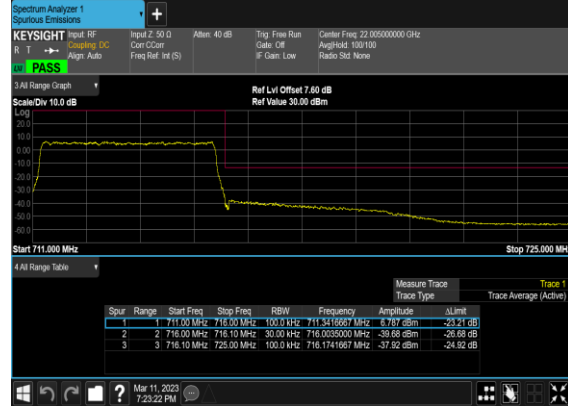 Spectrum Analyzer 1
Spurious Emissions
+
KEYSIGHT Input: RF Input Z: 50 Ω Atten: 40 dB Trig: Free Run Center Freq: 22.005000000 GHz
R T Coupling: DC Corr CCorr Gate: Off Avg|Hold: 100/100
Align: Auto Freq Ref: Int (S) IF Gain: Low Radio Std: None
LU PASS
3 All Range Graph
Ref Lvl Offset 7.60 dB
Scale/Div 10.0 dB Ref Value 30.00 dBm
Log
20.0
10.0
0.00
-10.0
-20.0
-30.0
-40.0
-50.0
-60.0
Start 711.000 MHz Stop 725.000 MH
4 All Range Table
Measure Trace Trace 1
Trace Type Trace Average (Active)
Spur Range Start Freq Stop Freq RBW Frequency Amplitude ΔLimit
1 1 711.00 MHz 716.00 MHz 100.0 kHz 711.3416667 MHz 6.787 dBm -23.21 dB
2 2 716.00 MHz 716.10 MHz 30.00 kHz 716.0035000 MHz -39.68 dBm -26.68 dB
3 3 716.10 MHz 725.00 MHz 100.0 kHz 716.1741667 MHz -37.92 dBm -24.92 dB
? Mar 11, 2023
7:23:22 PM